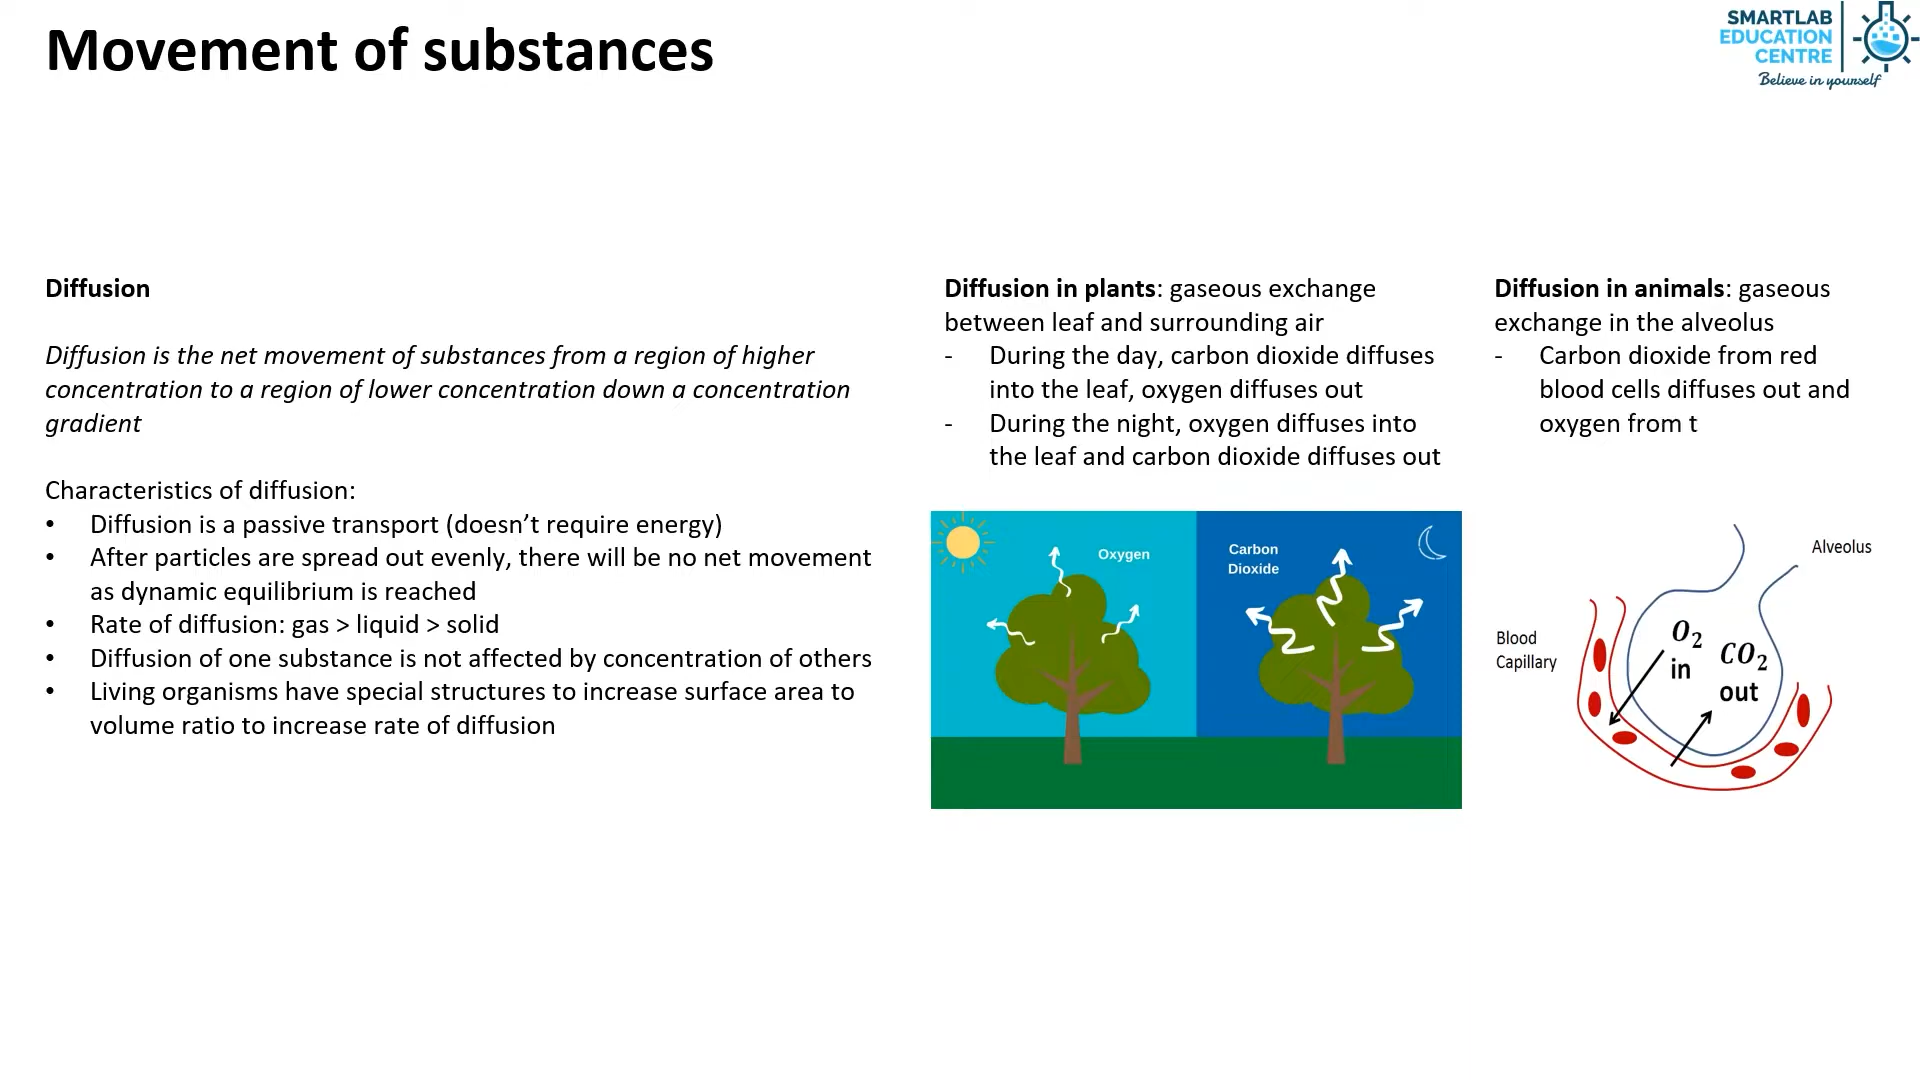 Movement of substances
SMARTLAB
EDUCATION
CENTRE
Believe in yourself
Diffusion
Diffusion is the net movement of substances from a region of higher
concentration to a region of lower concentration down a concentration
gradient
Characteristics of diffusion:
• Diffusion is a passive transport (doesn’t require energy)
• After particles are spread out evenly, there will be no net movement
as dynamic equilibrium is reached
• Rate of diffusion: gas > liquid > solid
• Diffusion of one substance is not affected by concentration of others
• Living organisms have special structures to increase surface area to
volume ratio to increase rate of diffusion
Diffusion in plants: gaseous exchange
between leaf and surrounding air
- During the day, carbon dioxide diffuses
into the leaf, oxygen diffuses out
- During the night, oxygen diffuses into
the leaf and carbon dioxide diffuses out
Oxygen
Carbon
Dioxide
Diffusion in animals: gaseous
exchange in the alveolus
- Carbon dioxide from red
blood cells diffuses out and
oxygen from t
Alveolus
Blood
Capillary
O₂
in
CO₂
out